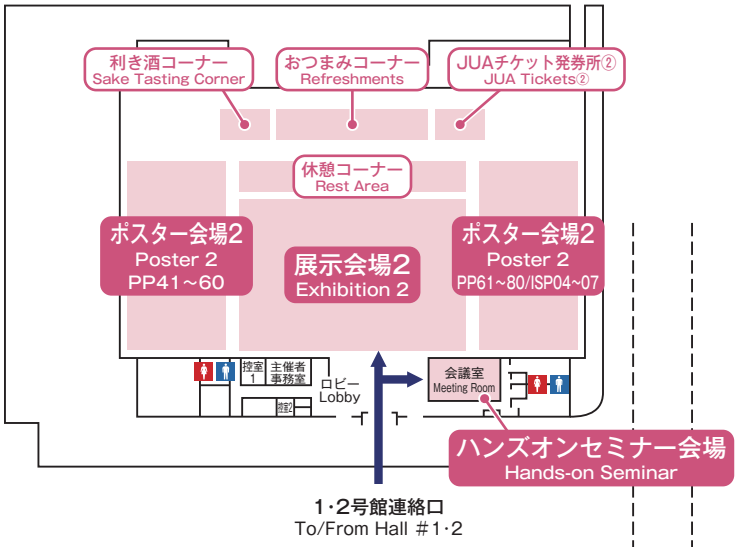 利き酒コーナー
Sake Tasting Corner
おつまみコーナー
Refreshments
JUAチケット発券所②
JUA Tickets②
休憩コーナー
Rest Area
ポスター会場2
Poster 2
PP41～60
展示会場2
Exhibition 2
ポスター会場2
Poster 2
PP61~80/ISP04~07
控室
1
主催者
事務室
控室2
ロビー
Lobby
会議室
Meeting Room
ハンズオンセミナー会場
Hands-on Seminar
1・2号館連絡口
To/From Hall #1・2